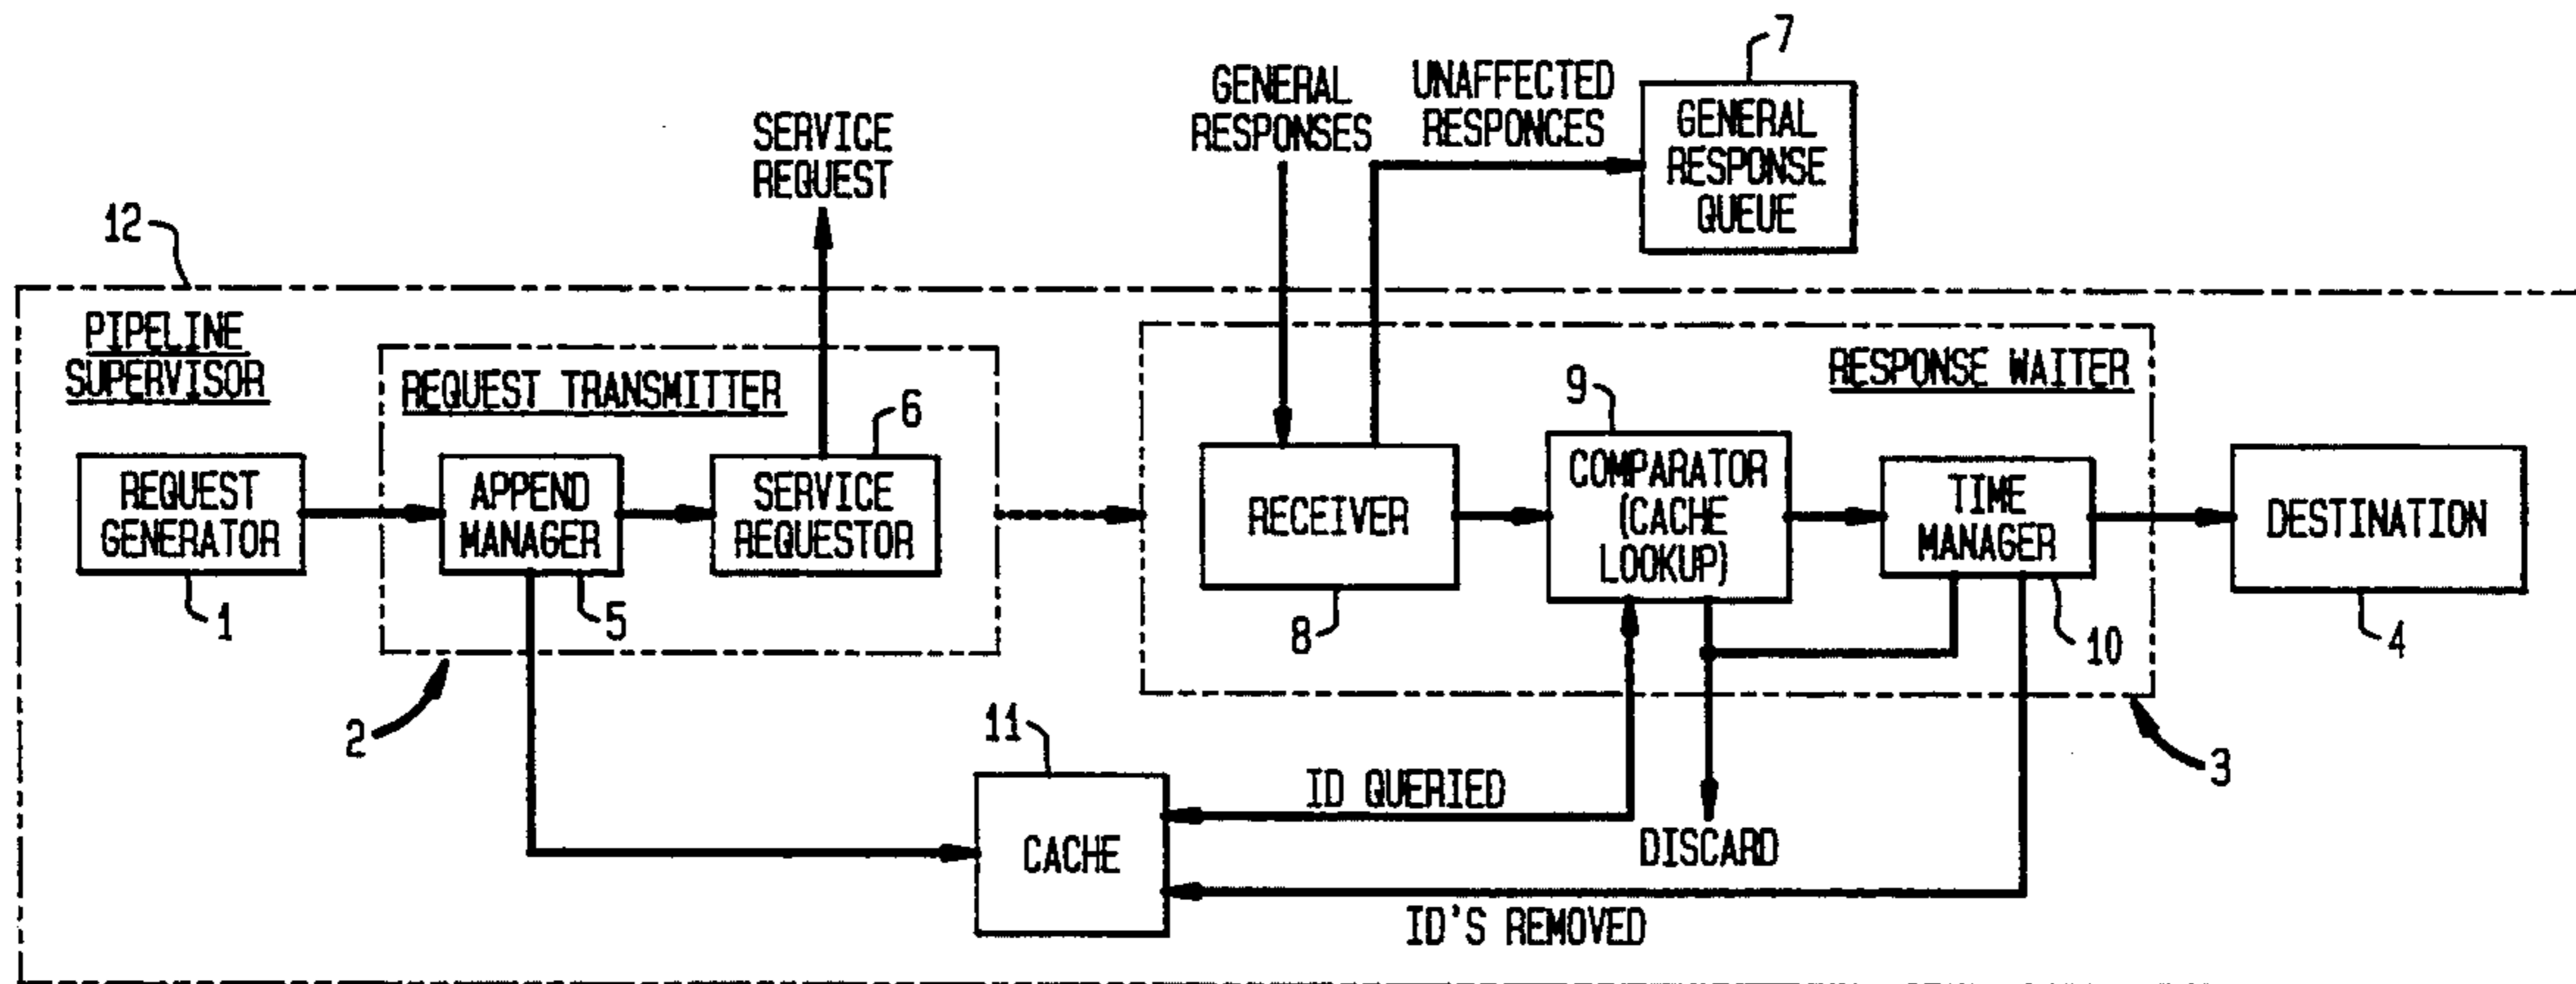 7
GENERAL
RESPONSES
UNAFFECTED
RESPONCES
GENERAL
RESPONSE
QUEUE
SERVICE
REQUEST
12
PIPELINE
SUPERVISOR
REQUEST TRANSMITTER
RESPONSE WAITER
6
9
REQUEST
GENERATOR
APPEND
MANAGER
SERVICE
REQUESTOR
RECEIVER
COMPARATOR
(CACHE
LOOKUP)
TIME
MANAGER
DESTINATION
1
5
8
10
4
2
11
3
ID QUERIED
CACHE
DISCARD
ID'S REMOVED